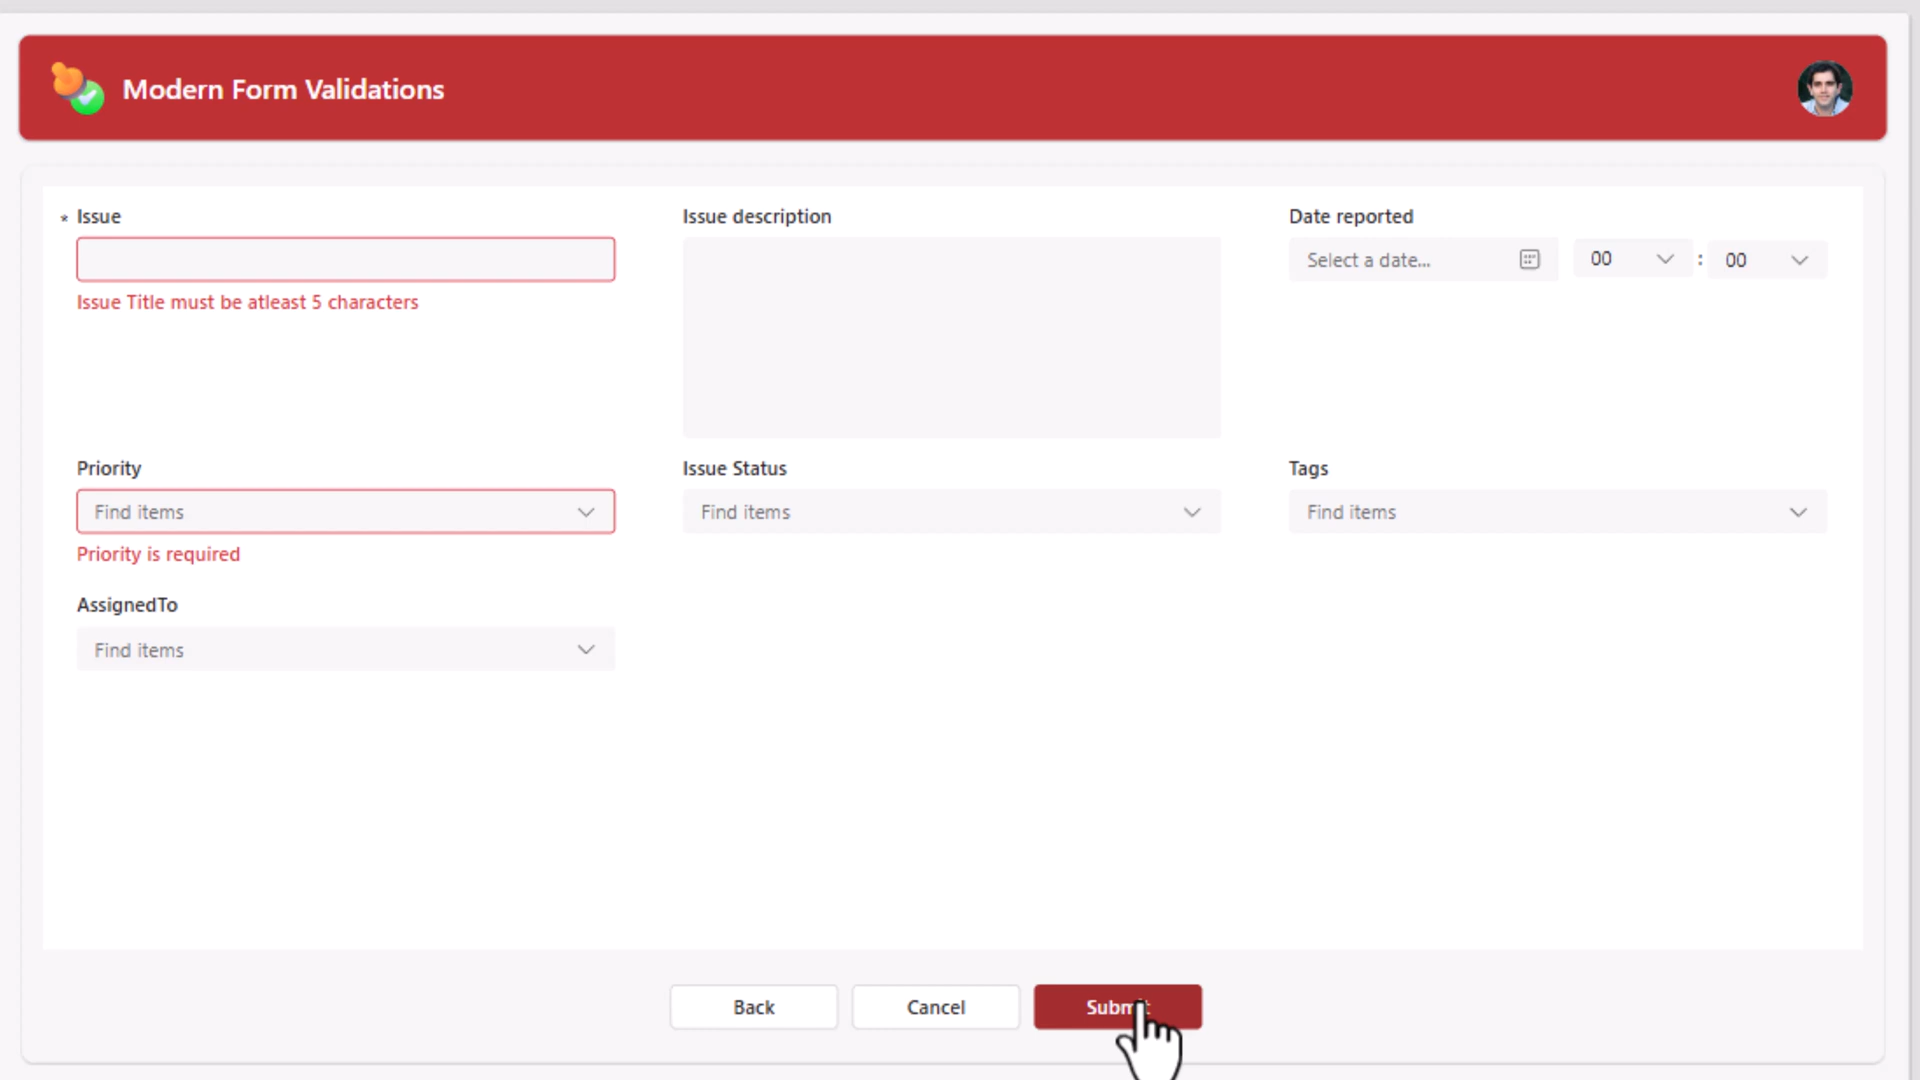 Modern Form Validations
* Issue
Issue Title must be atleast 5 characters
Issue description
Date reported
Select a date...
00 : 00
Priority
Find items
Priority is required
Issue Status
Find items
Tags
Find items
AssignedTo
Find items
Back
Cancel
Submit